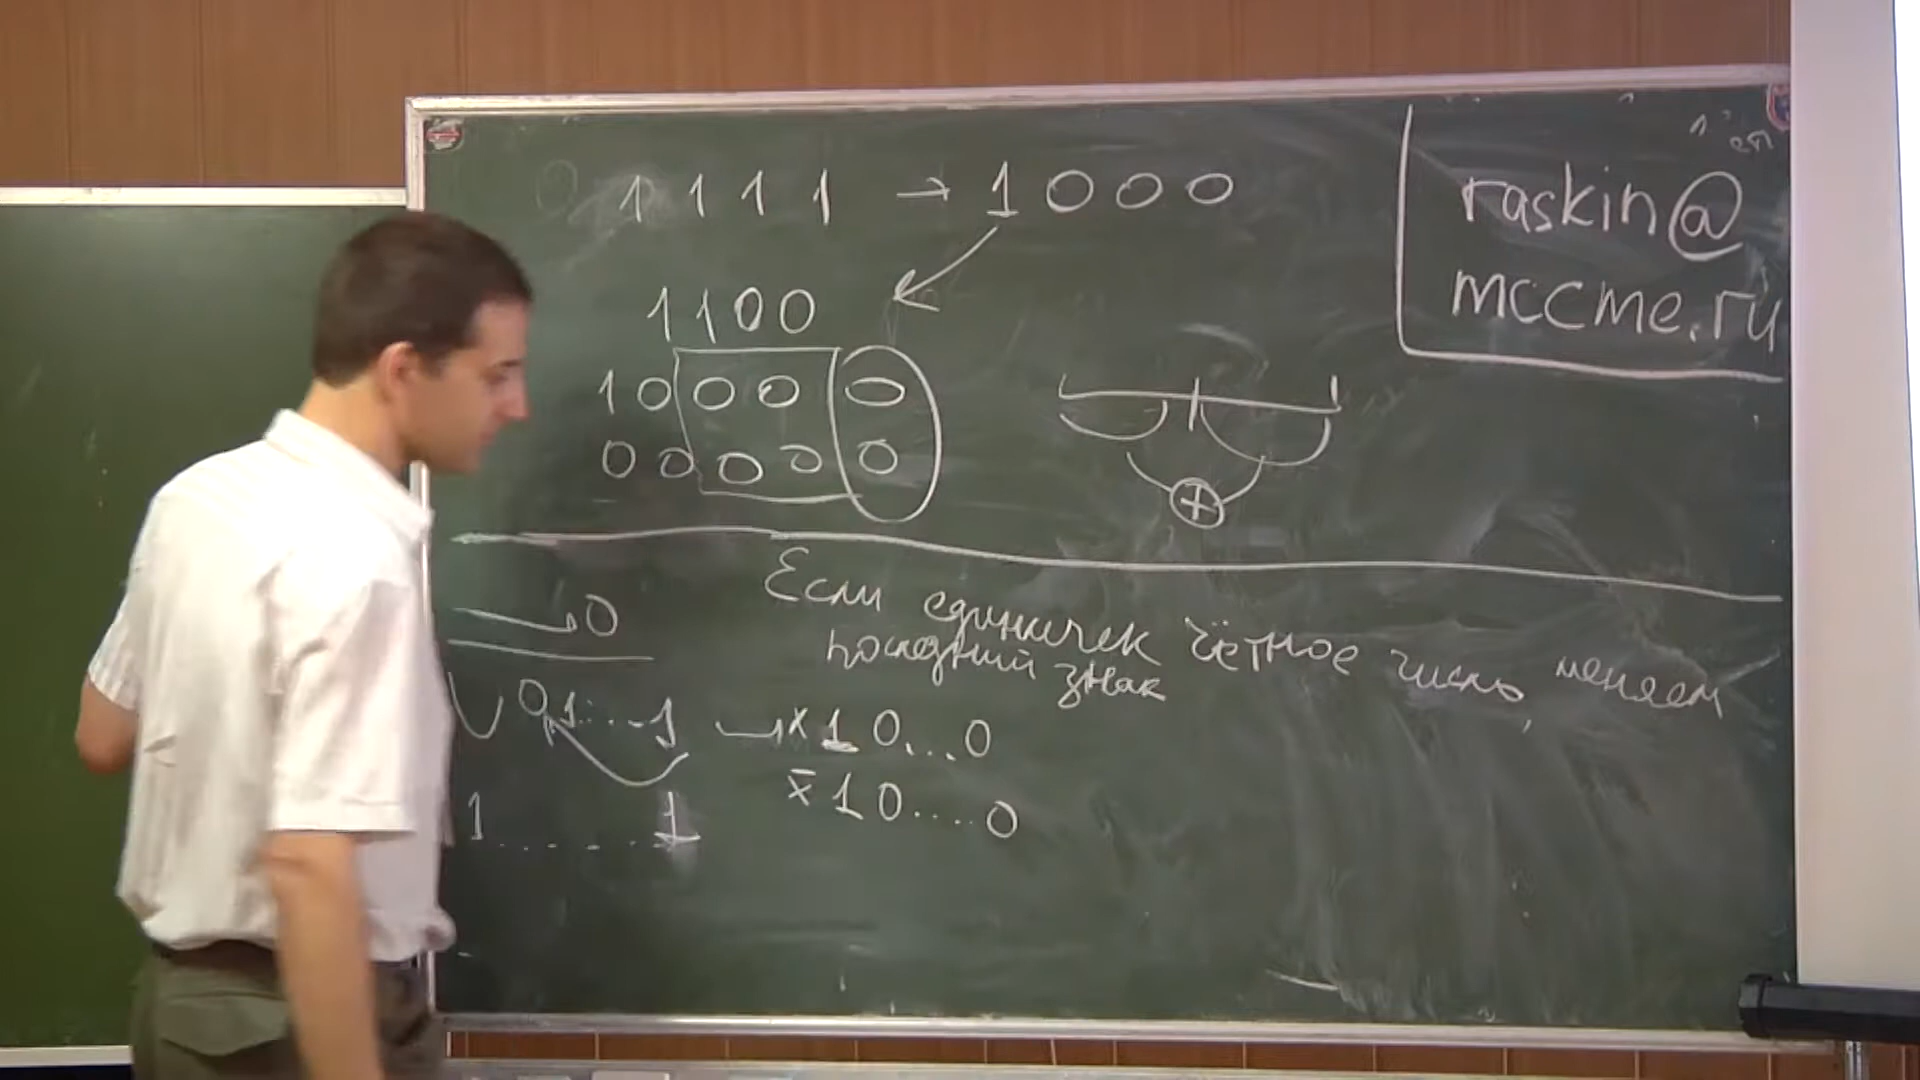 1 1 1 1 → 1 0 0 0
raskin@
mccme.ru
1 1 0 0
1 0 0 0 0
0 0 0 0 0
+
→ 0
Если единичек чётное число, меняем
последний знак
0 1 ... 1 → x 1 0 ... 0
x̄ 1 0 .... 0
1 ..... 1